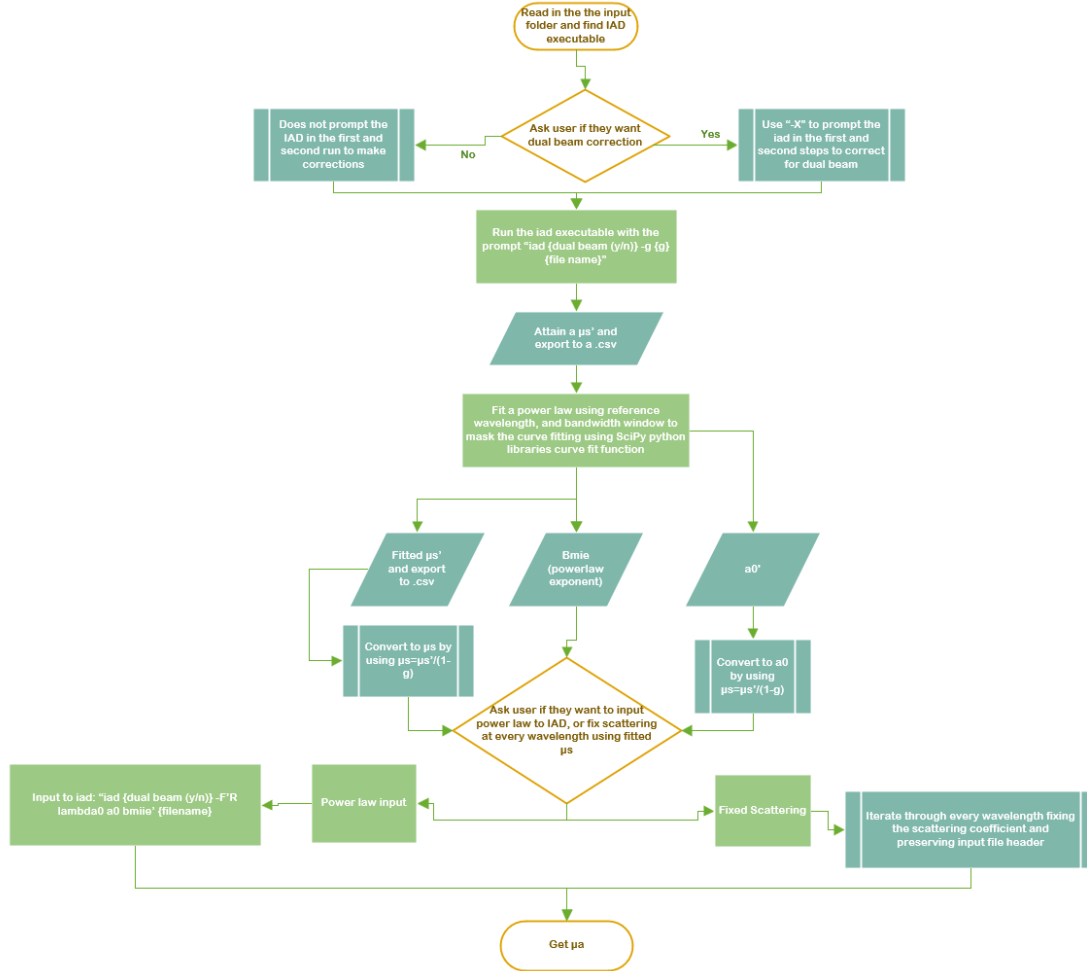 Read in the the input
folder and find IAD
executable
Ask user if they want
dual beam correction
No
Yes
Does not prompt the
IAD in the first and
second run to make
corrections
Use “-X” to prompt the
iad in the first and
second steps to correct
for dual beam
Run the iad executable with the
prompt “iad {dual beam (y/n)} -g {g}
{file name}”
Attain a µs’ and
export to a .csv
Fit a power law using reference
wavelength, and bandwidth window to
mask the curve fitting using SciPy python
libraries curve fit function
Fitted µs’
and export
to .csv
Bmie
(powerlaw
exponent)
a0’
Convert to µs by
using µs=µs’/(1-
g)
Convert to a0
by using
µs=µs’/(1-g)
Ask user if they want to input
power law to IAD, or fix scattering
at every wavelength using fitted
µs
Input to iad: “iad {dual beam (y/n)} -F’R
lambda0 a0 bmiie’ {filename}
Power law input
Fixed Scattering
Iterate through every wavelength fixing
the scattering coefficient and
preserving input file header
Get µa